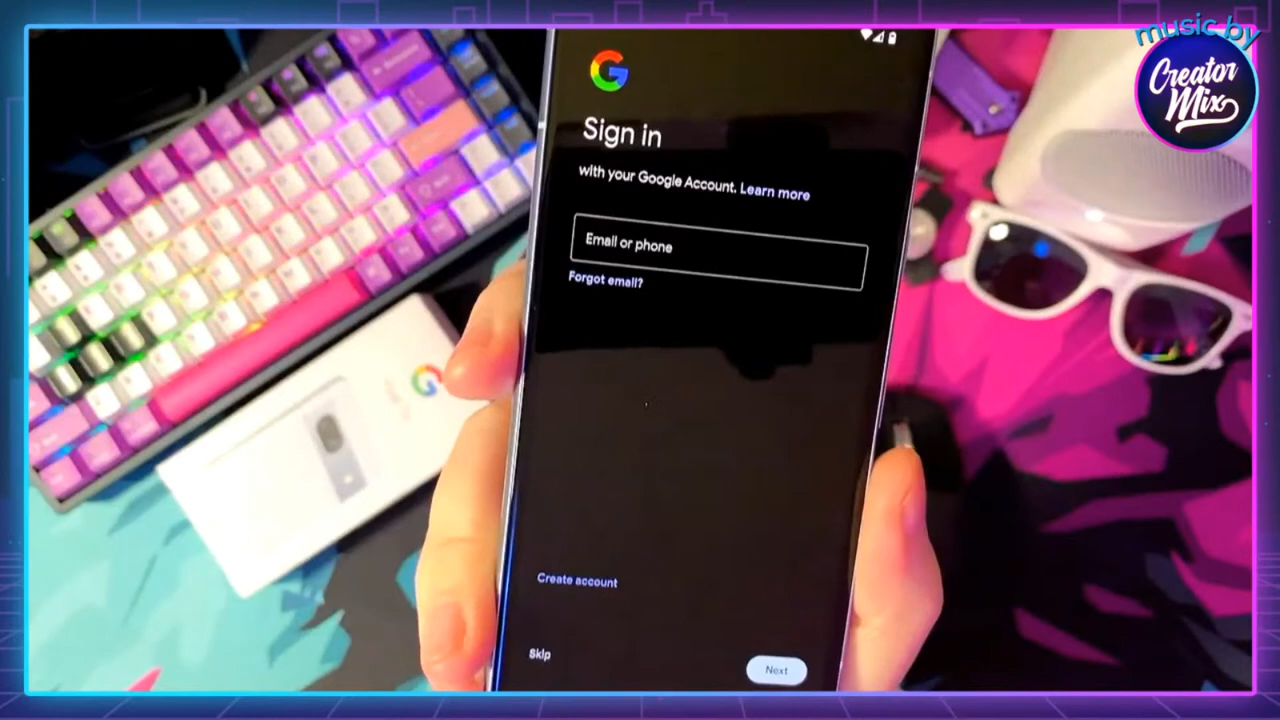 music by
Creator
Mix
G
Sign in
with your Google Account. Learn more
Email or phone
Forgot email?
Create account
Skip
Next